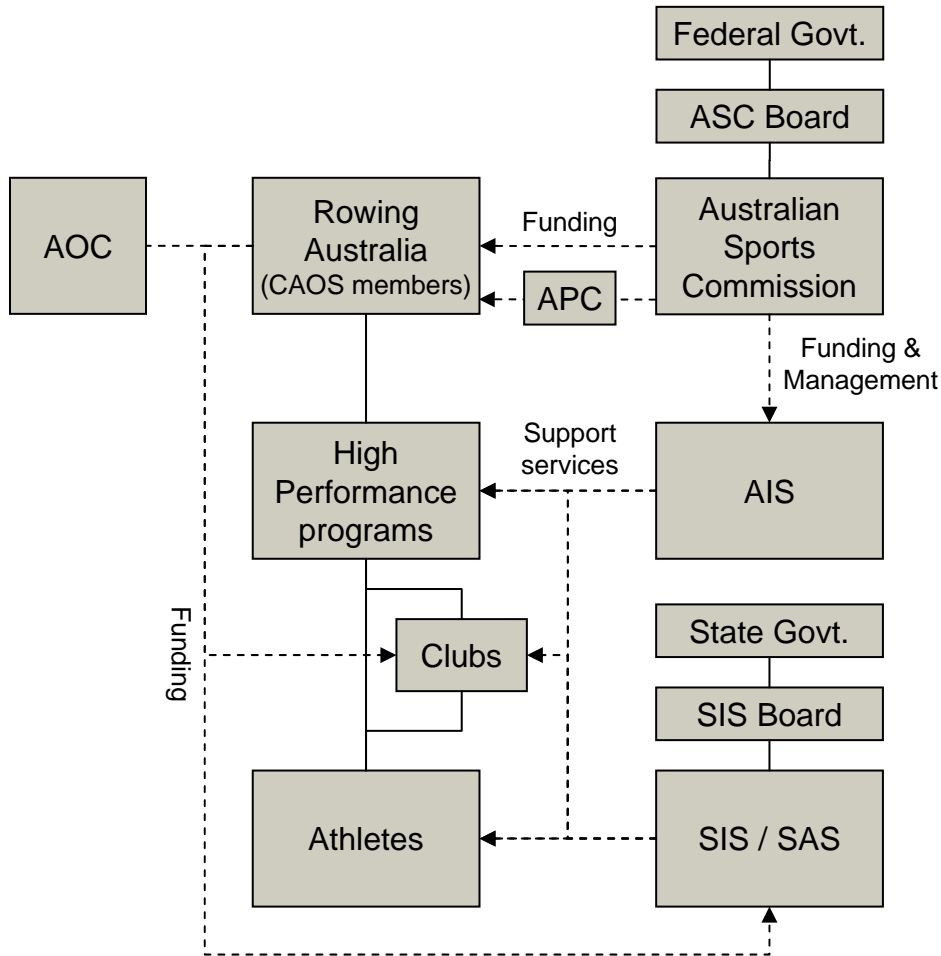 Federal Govt.
ASC Board
AOC
Rowing
Australia
(CAOS members)
Funding
APC
Australian
Sports
Commission
Funding &
Management
High
Performance
programs
Support
services
AIS
Funding
Clubs
State Govt.
SIS Board
Athletes
SIS / SAS